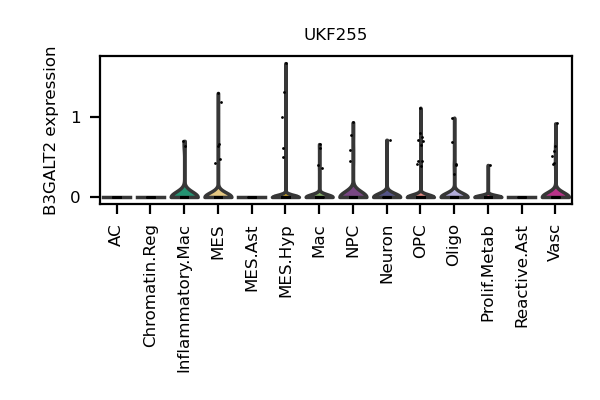 UKF255
B3GALT2 expression
1
0
AC
Chromatin.Reg
Inflammatory.Mac
MES
MES.Ast
MES.Hyp
Mac
NPC
Neuron
OPC
Oligo
Prolif.Metab
Reactive.Ast
Vasc